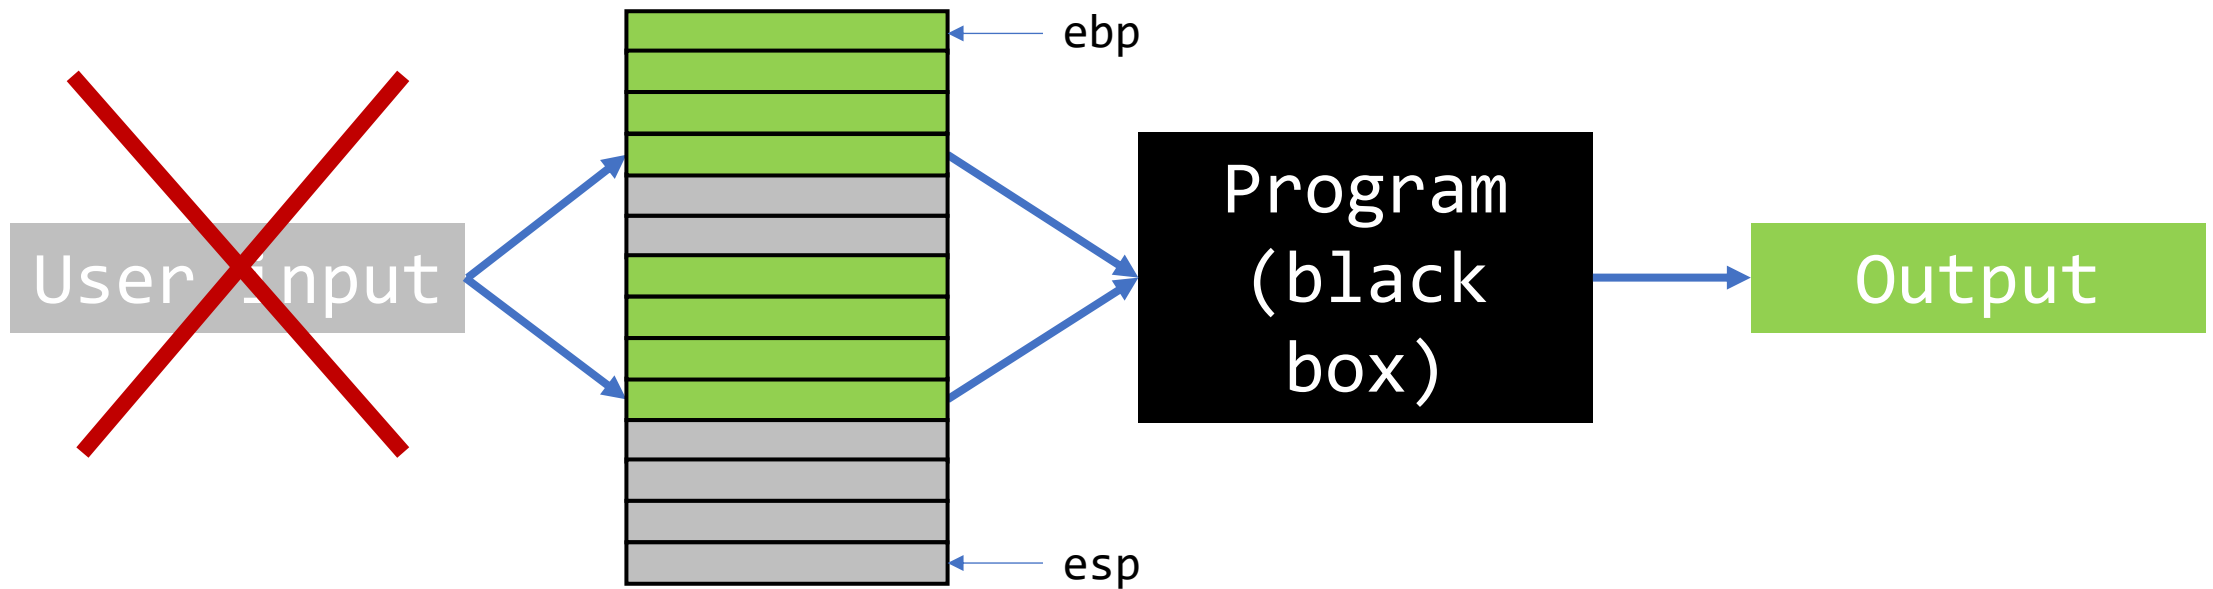 ebp
User input
Program
(black
box)
Output
esp